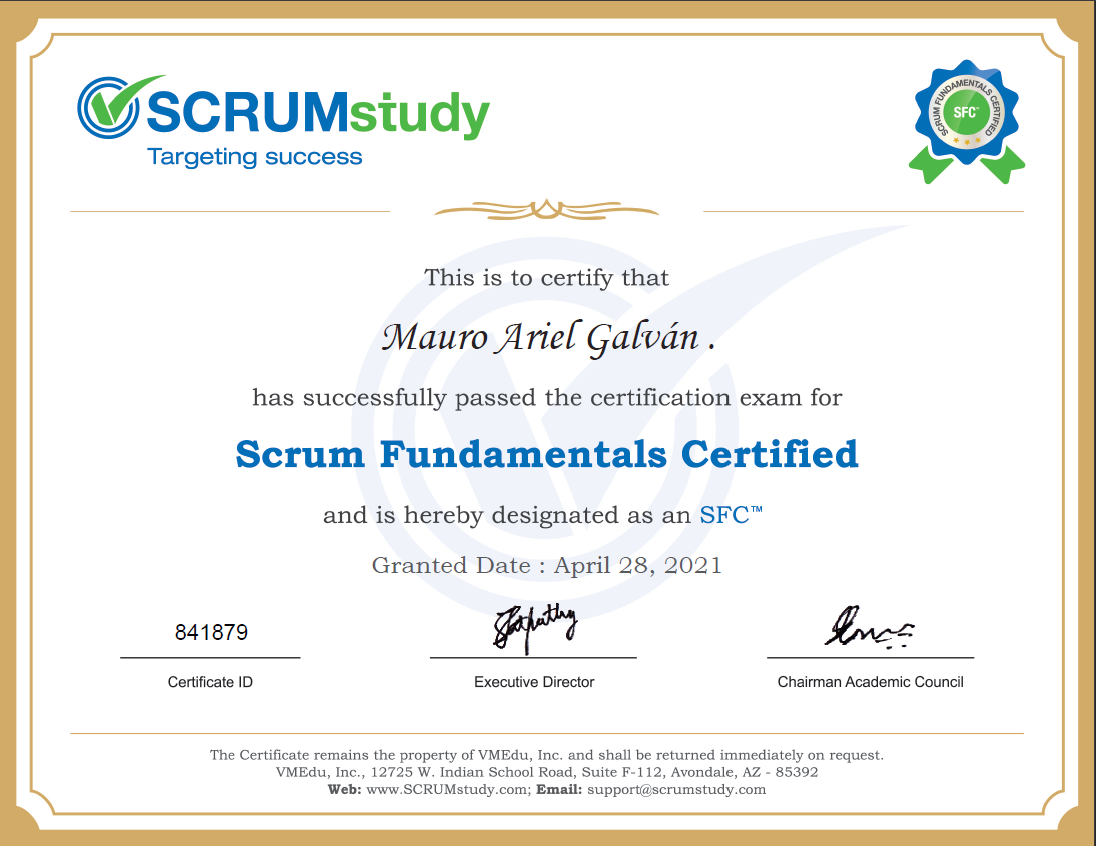 SCRUMstudy
Targeting success
SCRUM FUNDAMENTALS CERTIFIED
SFC™
This is to certify that
Mauro Ariel Galván .
has successfully passed the certification exam for
Scrum Fundamentals Certified
and is hereby designated as an SFC™
Granted Date : April 28, 2021
841879
Certificate ID
Executive Director
Chairman Academic Council
The Certificate remains the property of VMEdu, Inc. and shall be returned immediately on request.
VMEdu, Inc., 12725 W. Indian School Road, Suite F-112, Avondale, AZ - 85392
Web: www.SCRUMstudy.com; Email: support@scrumstudy.com